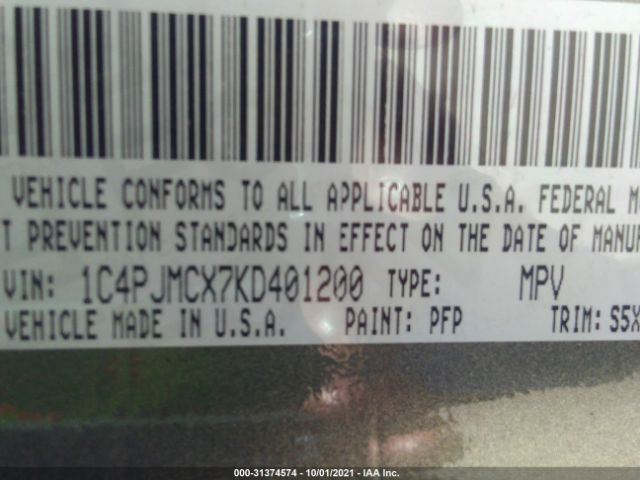 VEHICLE CONFORMS TO ALL APPLICABLE U.S.A. FEDERAL M
T PREVENTION STANDARDS IN EFFECT ON THE DATE OF MANUF
VIN: 1C4PJMCX7KD401200 TYPE: MPV
VEHICLE MADE IN U.S.A. PAINT: PFP TRIM: S5X
000-31374574 | 10/01/2021 - IAA Inc.